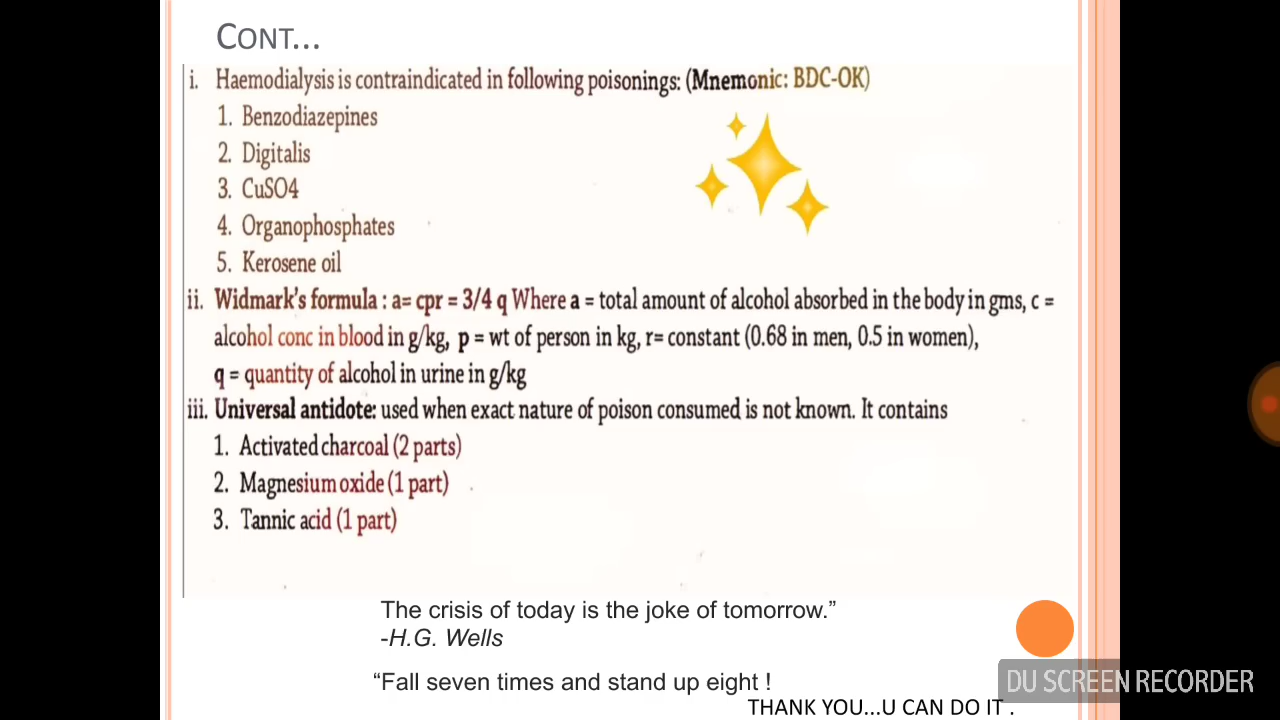 CONT...
i. Haemodialysis is contraindicated in following poisonings: (Mnemonic: BDC-OK)
1. Benzodiazepines
2. Digitalis
3. CuSO4
4. Organophosphates
5. Kerosene oil
ii. Widmark's formula : a= cpr = 3/4 q Where a = total amount of alcohol absorbed in the body in gms, c =
alcohol conc in blood in g/kg, p = wt of person in kg, r= constant (0.68 in men, 0.5 in women),
q = quantity of alcohol in urine in g/kg
iii. Universal antidote: used when exact nature of poison consumed is not known. It contains
1. Activated charcoal (2 parts)
2. Magnesium oxide (1 part)
3. Tannic acid (1 part)
The crisis of today is the joke of tomorrow.”
-H.G. Wells
“Fall seven times and stand up eight !
DU SCREEN RECORDER
THANK YOU...U CAN DO IT .